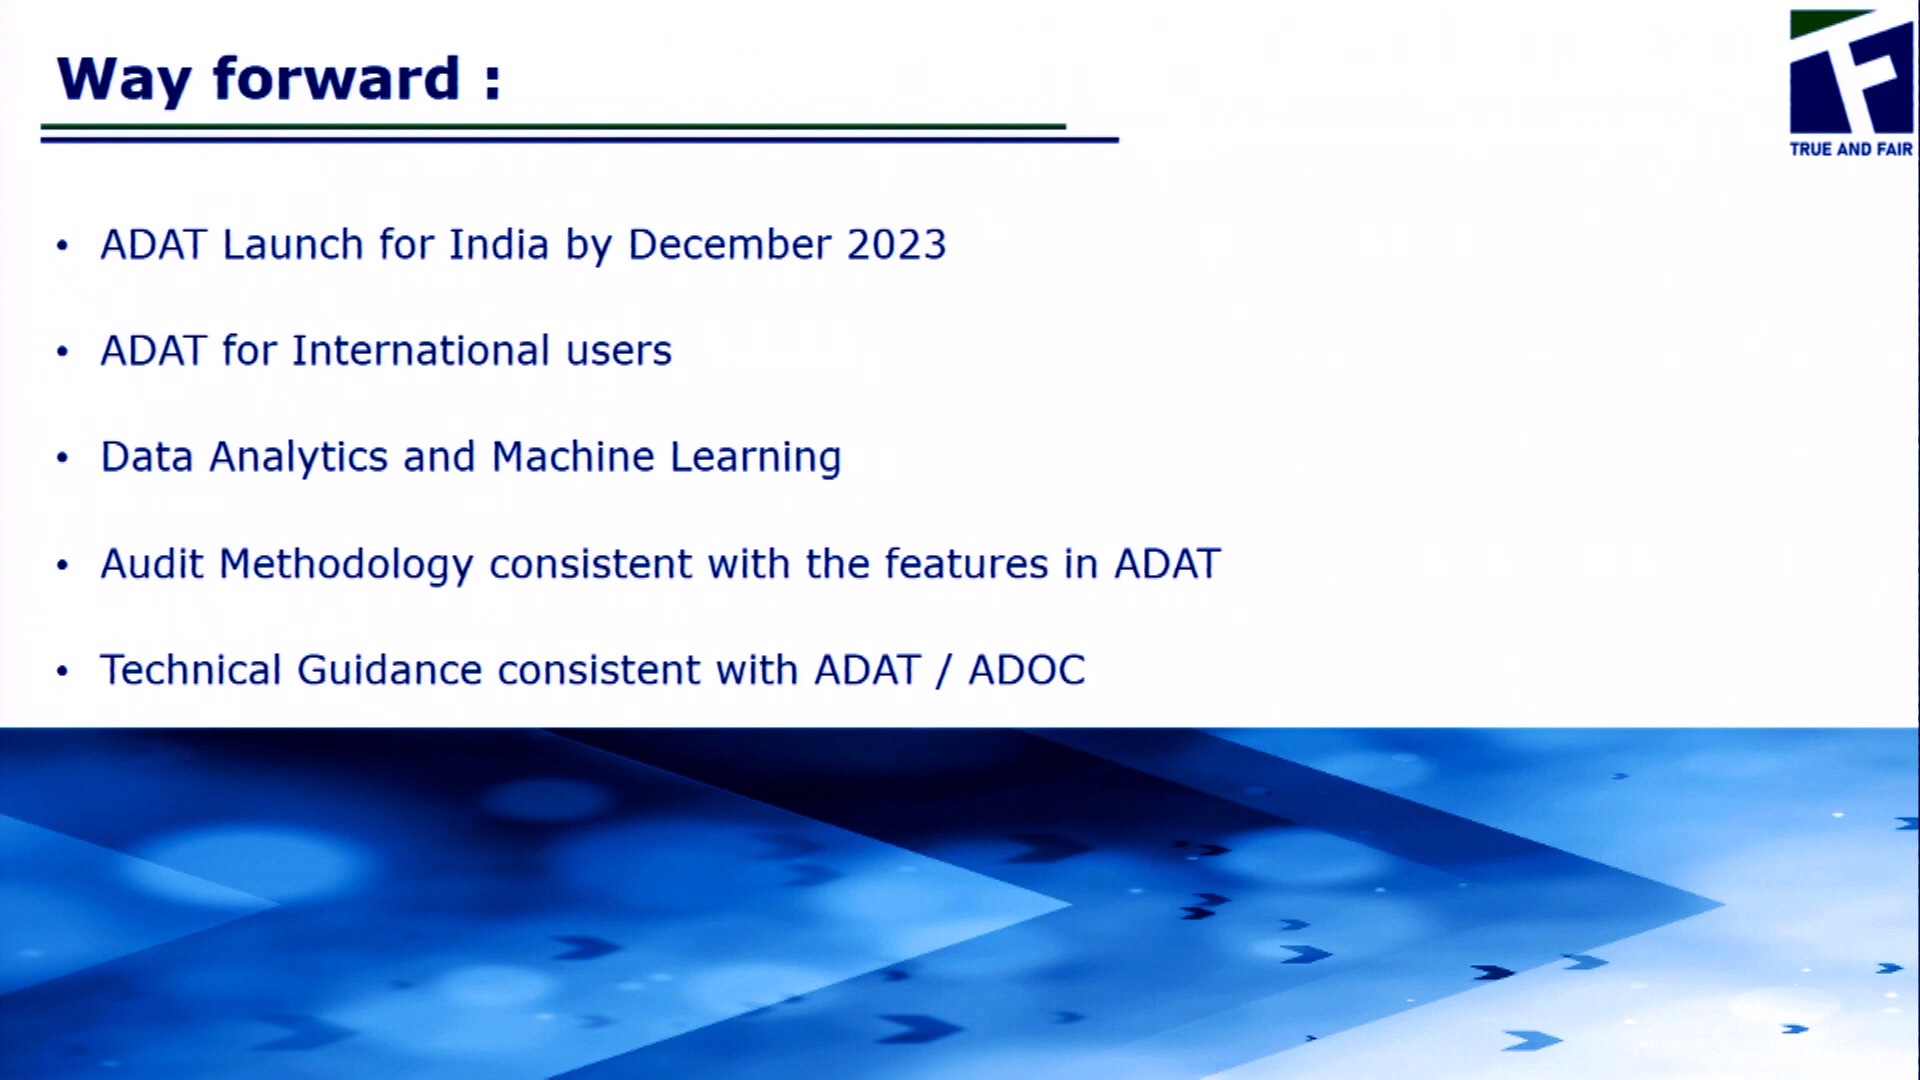 Way forward :
TRUE AND FAIR
• ADAT Launch for India by December 2023
• ADAT for International users
• Data Analytics and Machine Learning
• Audit Methodology consistent with the features in ADAT
• Technical Guidance consistent with ADAT / ADOC